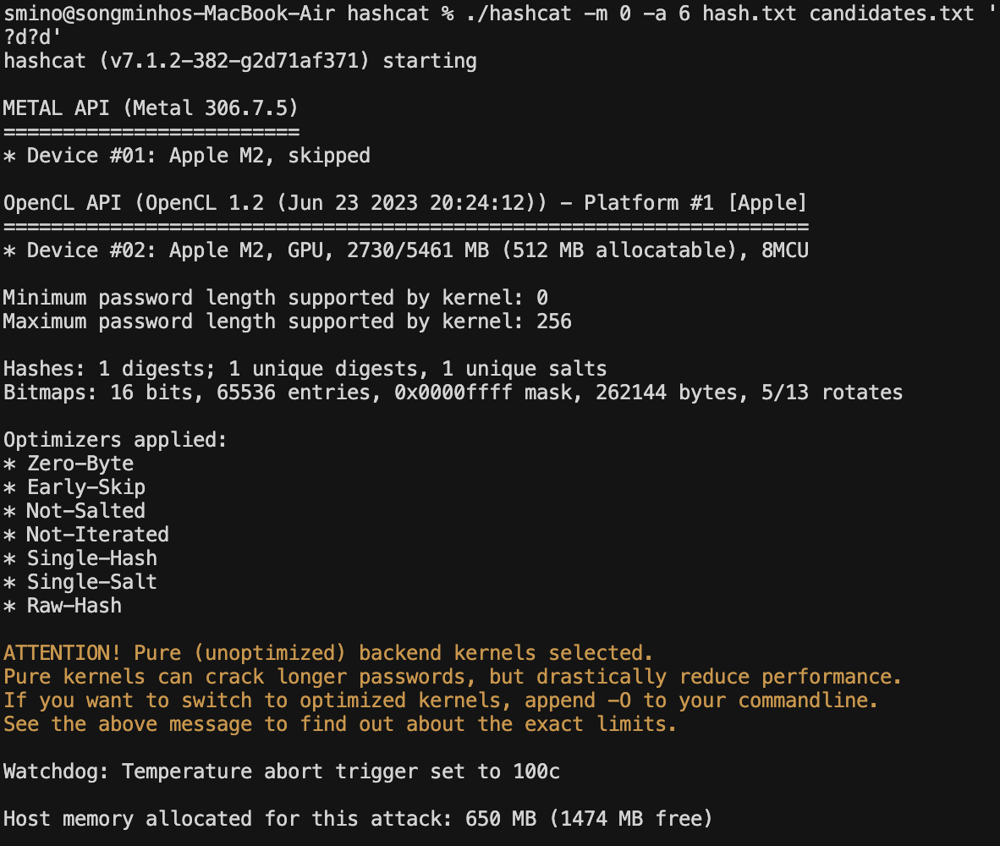 smino@songminhos-MacBook-Air hashcat % ./hashcat -m 0 -a 6 hash.txt candidates.txt '
?d?d'
hashcat (v7.1.2-382-g2d71af371) starting

METAL API (Metal 306.7.5)
=========================
* Device #01: Apple M2, skipped

OpenCL API (OpenCL 1.2 (Jun 23 2023 20:24:12)) - Platform #1 [Apple]
====================================================================
* Device #02: Apple M2, GPU, 2730/5461 MB (512 MB allocatable), 8MCU

Minimum password length supported by kernel: 0
Maximum password length supported by kernel: 256

Hashes: 1 digests; 1 unique digests, 1 unique salts
Bitmaps: 16 bits, 65536 entries, 0x0000ffff mask, 262144 bytes, 5/13 rotates

Optimizers applied:
* Zero-Byte
* Early-Skip
* Not-Salted
* Not-Iterated
* Single-Hash
* Single-Salt
* Raw-Hash

ATTENTION! Pure (unoptimized) backend kernels selected.
Pure kernels can crack longer passwords, but drastically reduce performance.
If you want to switch to optimized kernels, append -O to your commandline.
See the above message to find out about the exact limits.

Watchdog: Temperature abort trigger set to 100c

Host memory allocated for this attack: 650 MB (1474 MB free)